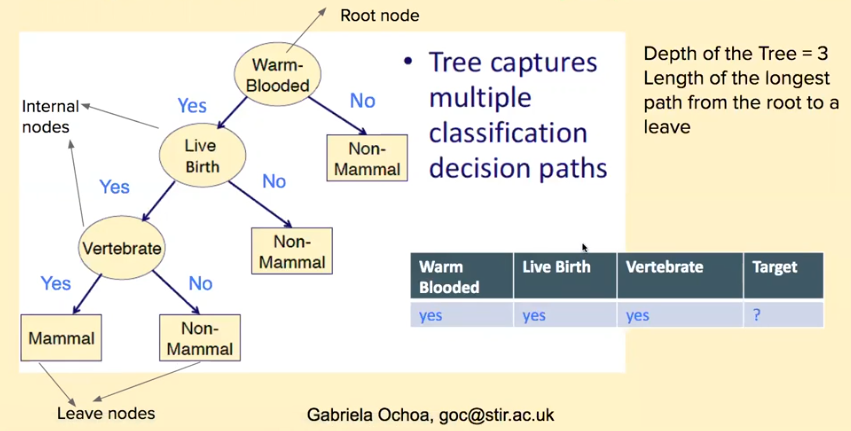 Root node
Warm-
Blooded
Yes
No
Internal
nodes
Live
Birth
Non-
Mammal
Yes
No
Vertebrate
Non-
Mammal
Yes
No
Mammal
Non-
Mammal
Leave nodes
• Tree captures
multiple
classification
decision paths
Depth of the Tree = 3
Length of the longest
path from the root to a
leave
Warm Live Birth Vertebrate Target
Blooded
yes yes yes ?
Gabriela Ochoa, goc@stir.ac.uk